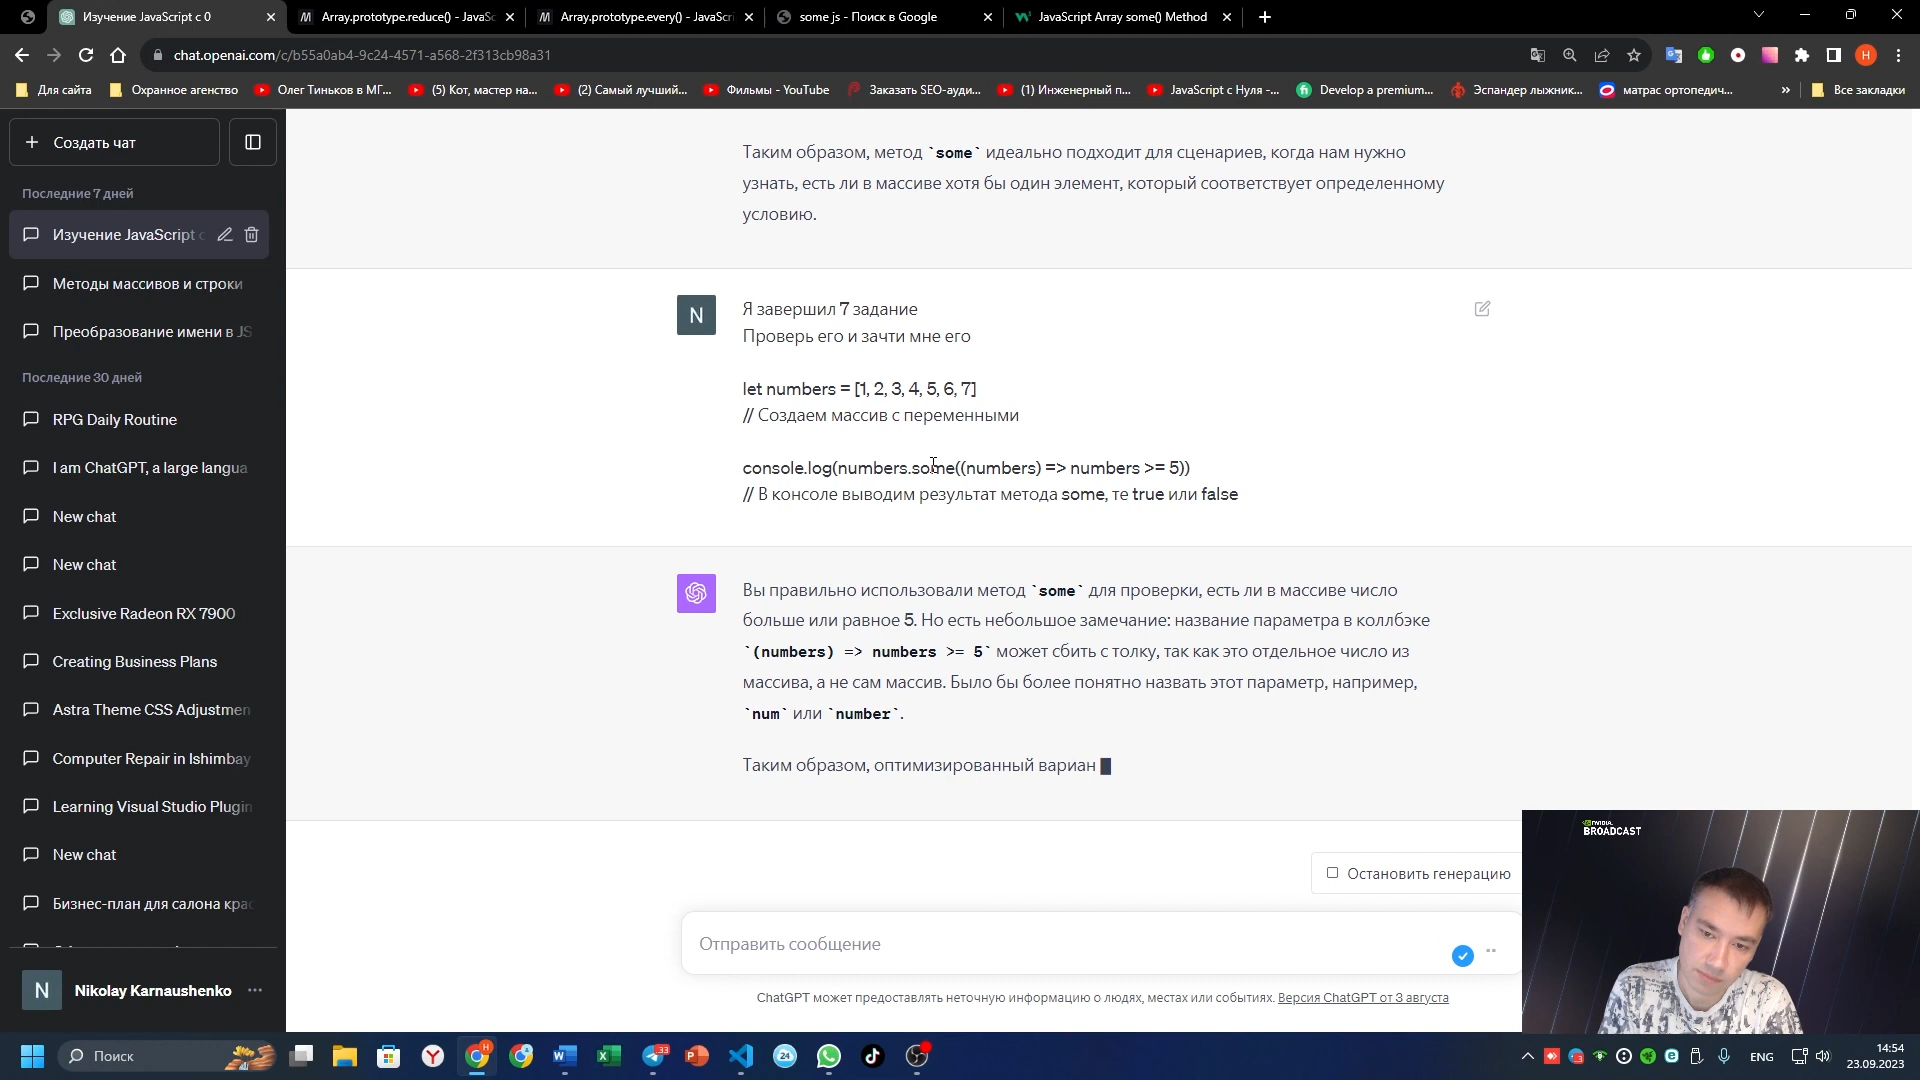 Изучение JavaScript с 0
Array.prototype.reduce() - JavaSc
Array.prototype.every() - JavaScri
some js - Поиск в Google
JavaScript Array some() Method
chat.openai.com/c/b55a0ab4-9c24-4571-a568-2f313cb98a31
Для сайта
Охранное агенство
Олег Тиньков в МГ...
(5) Кот, мастер на...
(2) Самый лучший...
Фильмы - YouTube
Заказать SEO-ауди...
(1) Инженерный п...
JavaScript с Нуля -...
Develop a premium...
Эспандер лыжник...
матрас ортопедич...
»
Все закладки
Создать чат
Последние 7 дней
Изучение JavaScript с
Методы массивов и строки
Преобразование имени в JS
Последние 30 дней
RPG Daily Routine
I am ChatGPT, a large langua
New chat
New chat
Exclusive Radeon RX 7900
Creating Business Plans
Astra Theme CSS Adjustmen
Computer Repair in Ishimbay
Learning Visual Studio Plugin
New chat
Бизнес-план для салона крас
N
Nikolay Karnaushenko
Таким образом, метод `some` идеально подходит для сценариев, когда нам нужно
узнать, есть ли в массиве хотя бы один элемент, который соответствует определенному
условию.
N
Я завершил 7 задание
Проверь его и зачти мне его
let numbers = [1, 2, 3, 4, 5, 6, 7]
// Создаем массив с переменными
console.log(numbers.some((numbers) => numbers >= 5))
// В консоле выводим результат метода some, те true или false
Вы правильно использовали метод `some` для проверки, есть ли в массиве число
больше или равное 5. Но есть небольшое замечание: название параметра в коллбэке
`(numbers) => numbers >= 5` может сбить с толку, так как это отдельное число из
массива, а не сам массив. Было бы более понятно назвать этот параметр, например,
`num` или `number`.
Таким образом, оптимизированный вариан
Остановить генерацию
Отправить сообщение
ChatGPT может предоставлять неточную информацию о людях, местах или событиях. Версия ChatGPT от 3 августа
NVIDIA.
BROADCAST
Поиск
ENG
14:54
23.09.2023